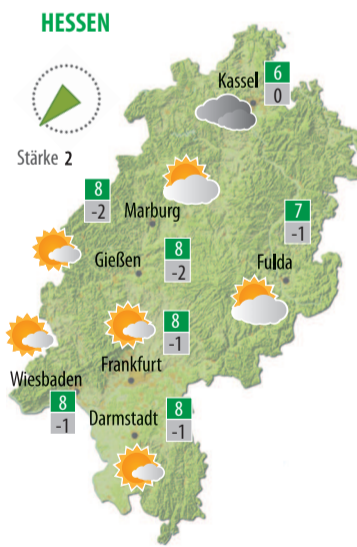 HESSEN
Kassel
6
0
Stärke 2
8
-2
Marburg
7
-1
Fulda
Gießen
8
-2
8
-1
Frankfurt
Wiesbaden
8
-1
Darmstadt
8
-1